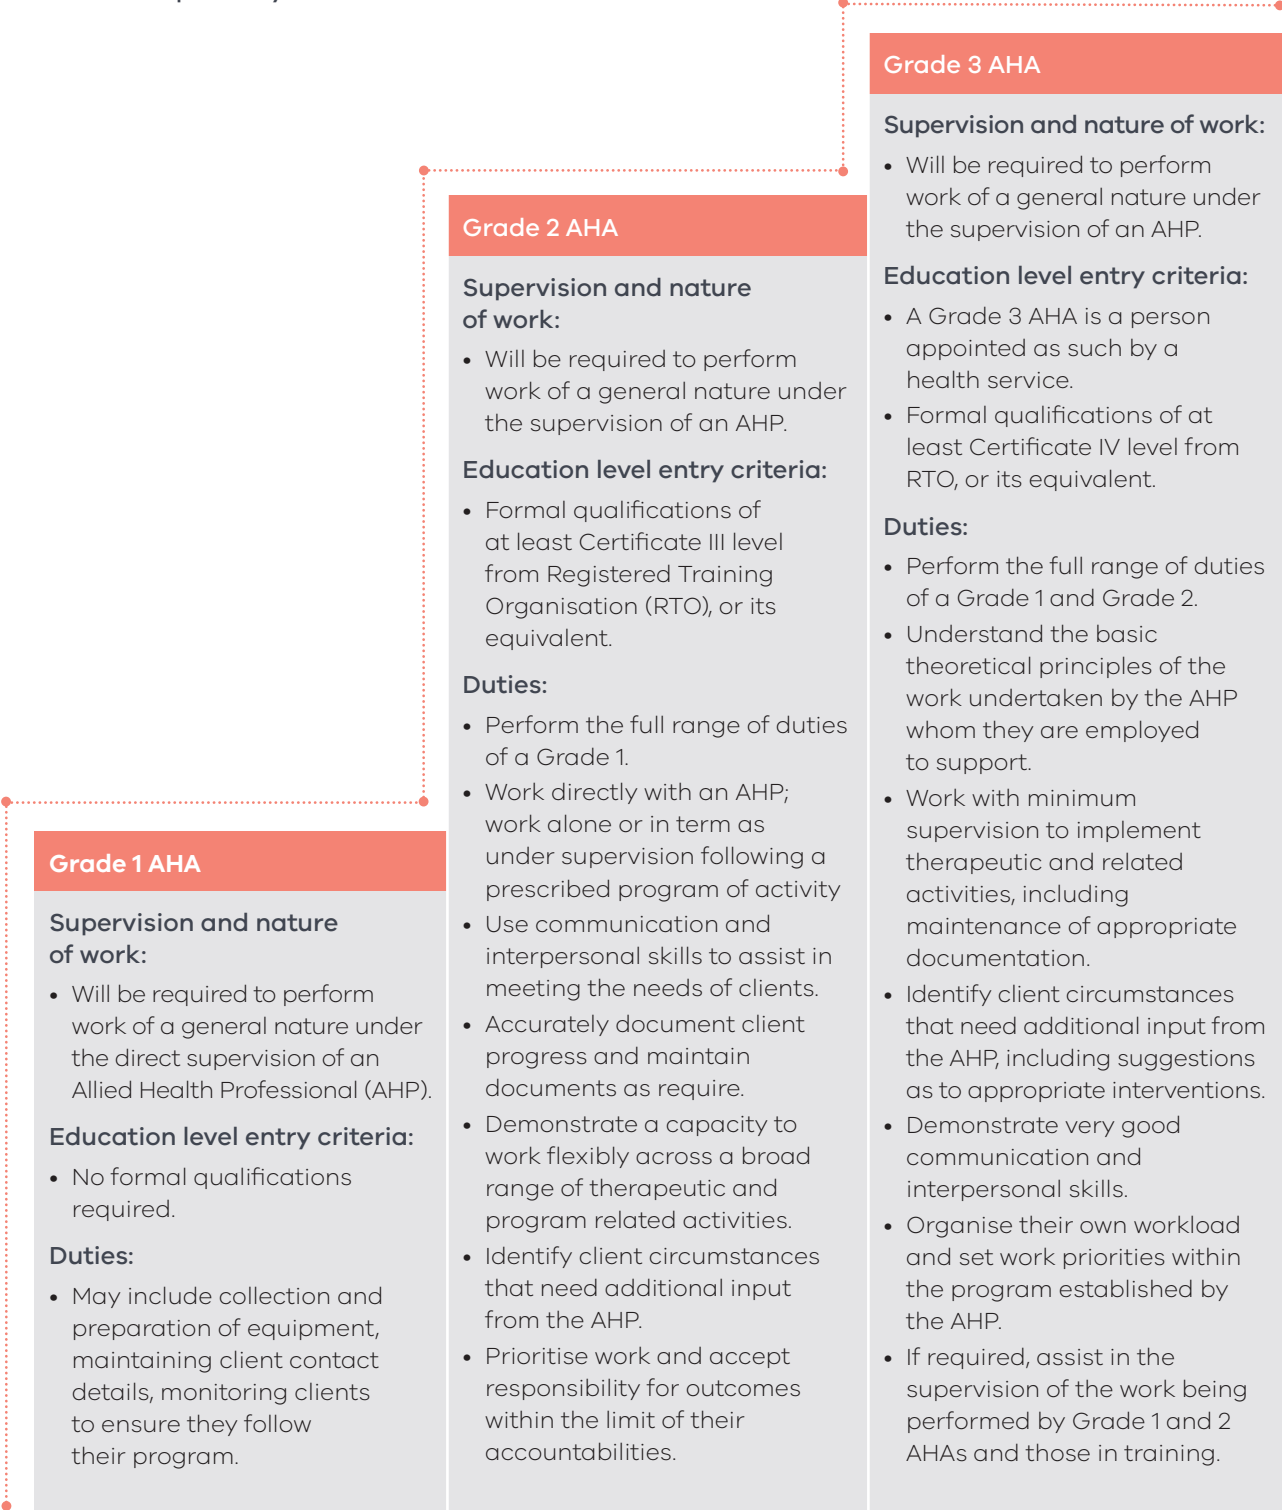 Grade 1 AHA
Supervision and nature
of work:
• Will be required to perform
work of a general nature under
the direct supervision of an
Allied Health Professional (AHP).
Education level entry criteria:
• No formal qualifications
required.
Duties:
• May include collection and
preparation of equipment,
maintaining client contact
details, monitoring clients
to ensure they follow
their program.
Grade 2 AHA
Supervision and nature
of work:
• Will be required to perform
work of a general nature under
the supervision of an AHP.
Education level entry criteria:
• Formal qualifications of
at least Certificate III level
from Registered Training
Organisation (RTO), or its
equivalent.
Duties:
• Perform the full range of duties
of a Grade 1.
• Work directly with an AHP;
work alone or in term as
under supervision following a
prescribed program of activity
• Use communication and
interpersonal skills to assist in
meeting the needs of clients.
• Accurately document client
progress and maintain
documents as require.
• Demonstrate a capacity to
work flexibly across a broad
range of therapeutic and
program related activities.
• Identify client circumstances
that need additional input
from the AHP.
• Prioritise work and accept
responsibility for outcomes
within the limit of their
accountabilities.
Grade 3 AHA
Supervision and nature of work:
• Will be required to perform
work of a general nature under
the supervision of an AHP.
Education level entry criteria:
• A Grade 3 AHA is a person
appointed as such by a
health service.
• Formal qualifications of at
least Certificate IV level from
RTO, or its equivalent.
Duties:
• Perform the full range of duties
of a Grade 1 and Grade 2.
• Understand the basic
theoretical principles of the
work undertaken by the AHP
whom they are employed
to support.
• Work with minimum
supervision to implement
therapeutic and related
activities, including
maintenance of appropriate
documentation.
• Identify client circumstances
that need additional input from
the AHP, including suggestions
as to appropriate interventions.
• Demonstrate very good
communication and
interpersonal skills.
• Organise their own workload
and set work priorities within
the program established by
the AHP.
• If required, assist in the
supervision of the work being
performed by Grade 1 and 2
AHAs and those in training.